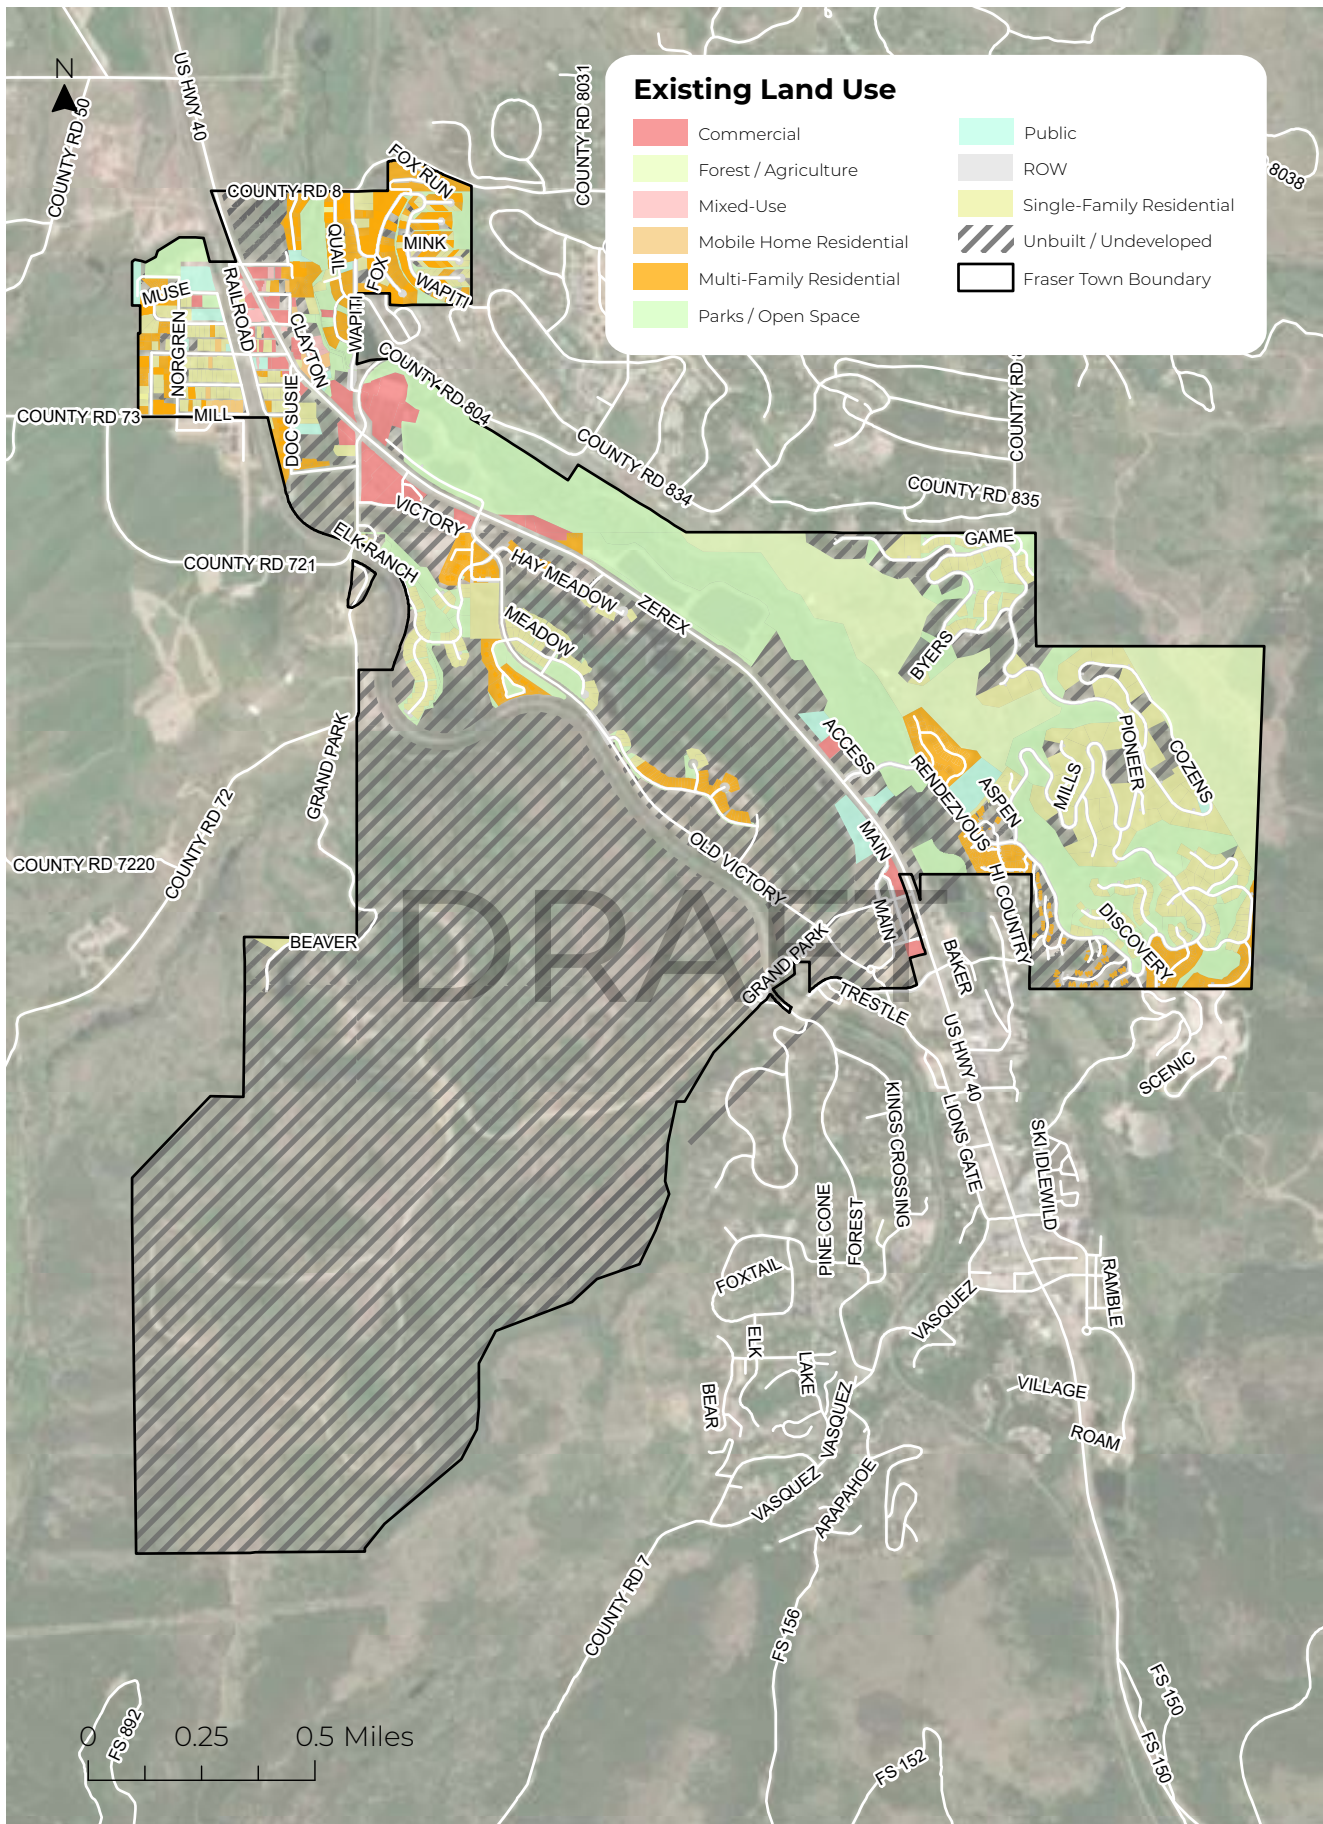 N
Existing Land Use
Commercial
Forest / Agriculture
Mixed-Use
Mobile Home Residential
Multi-Family Residential
Parks / Open Space
Public
ROW
Single-Family Residential
Unbuilt / Undeveloped
Fraser Town Boundary
US HWY 40
COUNTY RD 50
COUNTY RD 8031
8038
FOX RUN
COUNTY RD 8
QUAIL
MINK
FOX
WAPITI
MUSE
RAILROAD
NORGREN
CLAYTON
WAPITI
COUNTY RD 804
COUNTY RD 73
MILL
DOC SUSIE
COUNTY RD 834
COUNTY RD
COUNTY RD 835
VICTORY
ELK RANCH
GAME
COUNTY RD 721
HAY MEADOW
ZEREX
MEADOW
BYERS
GRAND PARK
ACCESS
PIONEER
COZENS
RENDEZVOUS
ASPEN
MILLS
COUNTY RD 72
COUNTY RD 7220
MAIN
OLD VICTORY
HI COUNTRY
DRAFT
MAIN
DISCOVERY
BEAVER
GRAND PARK
BAKER
TRESTLE
US HWY 40
SCENIC
KINGS CROSSING
LIONS GATE
SKI IDLEWILD
PINE CONE
FOREST
FOXTAIL
RAMBLE
VASQUEZ
ELK
LAKE
BEAR
VASQUEZ
VILLAGE
ROAM
VASQUEZ
ARAPAHOE
COUNTY RD 7
FS 156
FS 150
FS 150
FS 152
FS 892
0 0.25 0.5 Miles